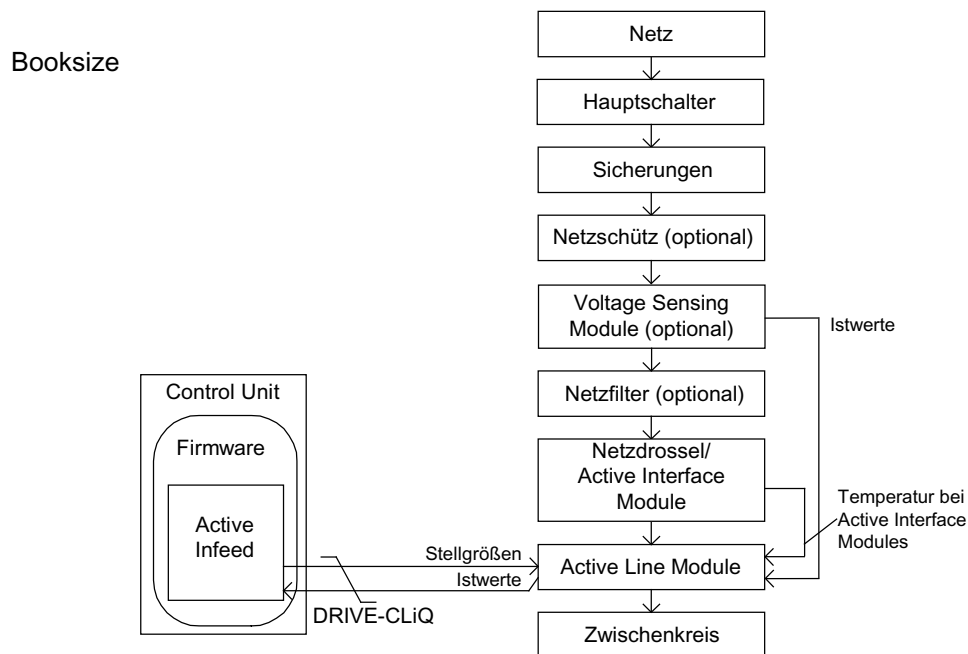 Booksize
Netz
Hauptschalter
Sicherungen
Netzschütz (optional)
Voltage Sensing
Module (optional)
Istwerte
Netzfilter (optional)
Control Unit
Firmware
Netzdrossel/
Active Interface
Module
Temperatur bei
Active Interface
Modules
Active
Infeed
Stellgrößen
Istwerte
DRIVE-CLiQ
Active Line Module
Zwischenkreis